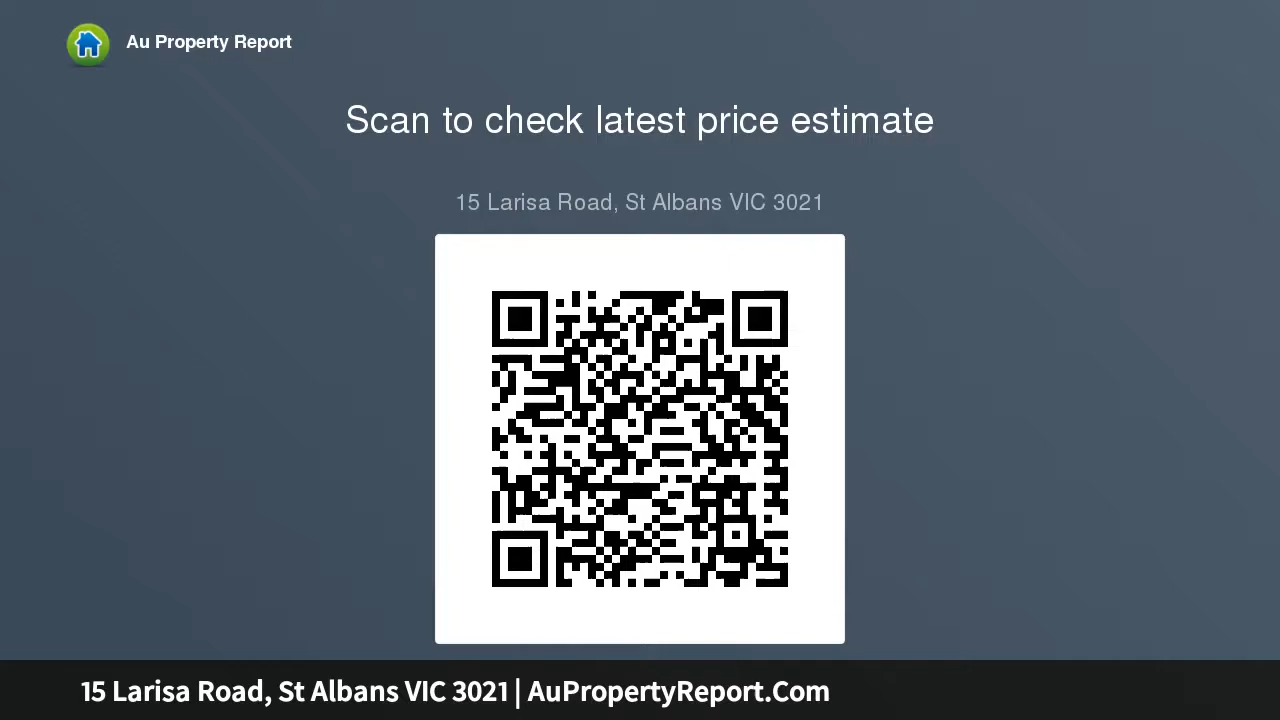 Au Property Report
Scan to check latest price estimate
15 Larisa Road, St Albans VIC 3021
15 Larisa Road, St Albans VIC 3021 | AuPropertyReport.Com